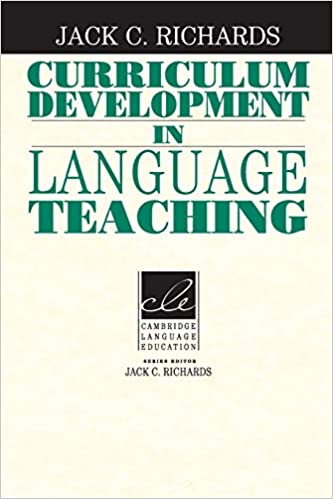 JACK C. RICHARDS
CURRICULUM
DEVELOPMENT
IN
LANGUAGE
TEACHING
cle
CAMBRIDGE
LANGUAGE
EDUCATION
SERIES EDITOR
JACK C. RICHARDS